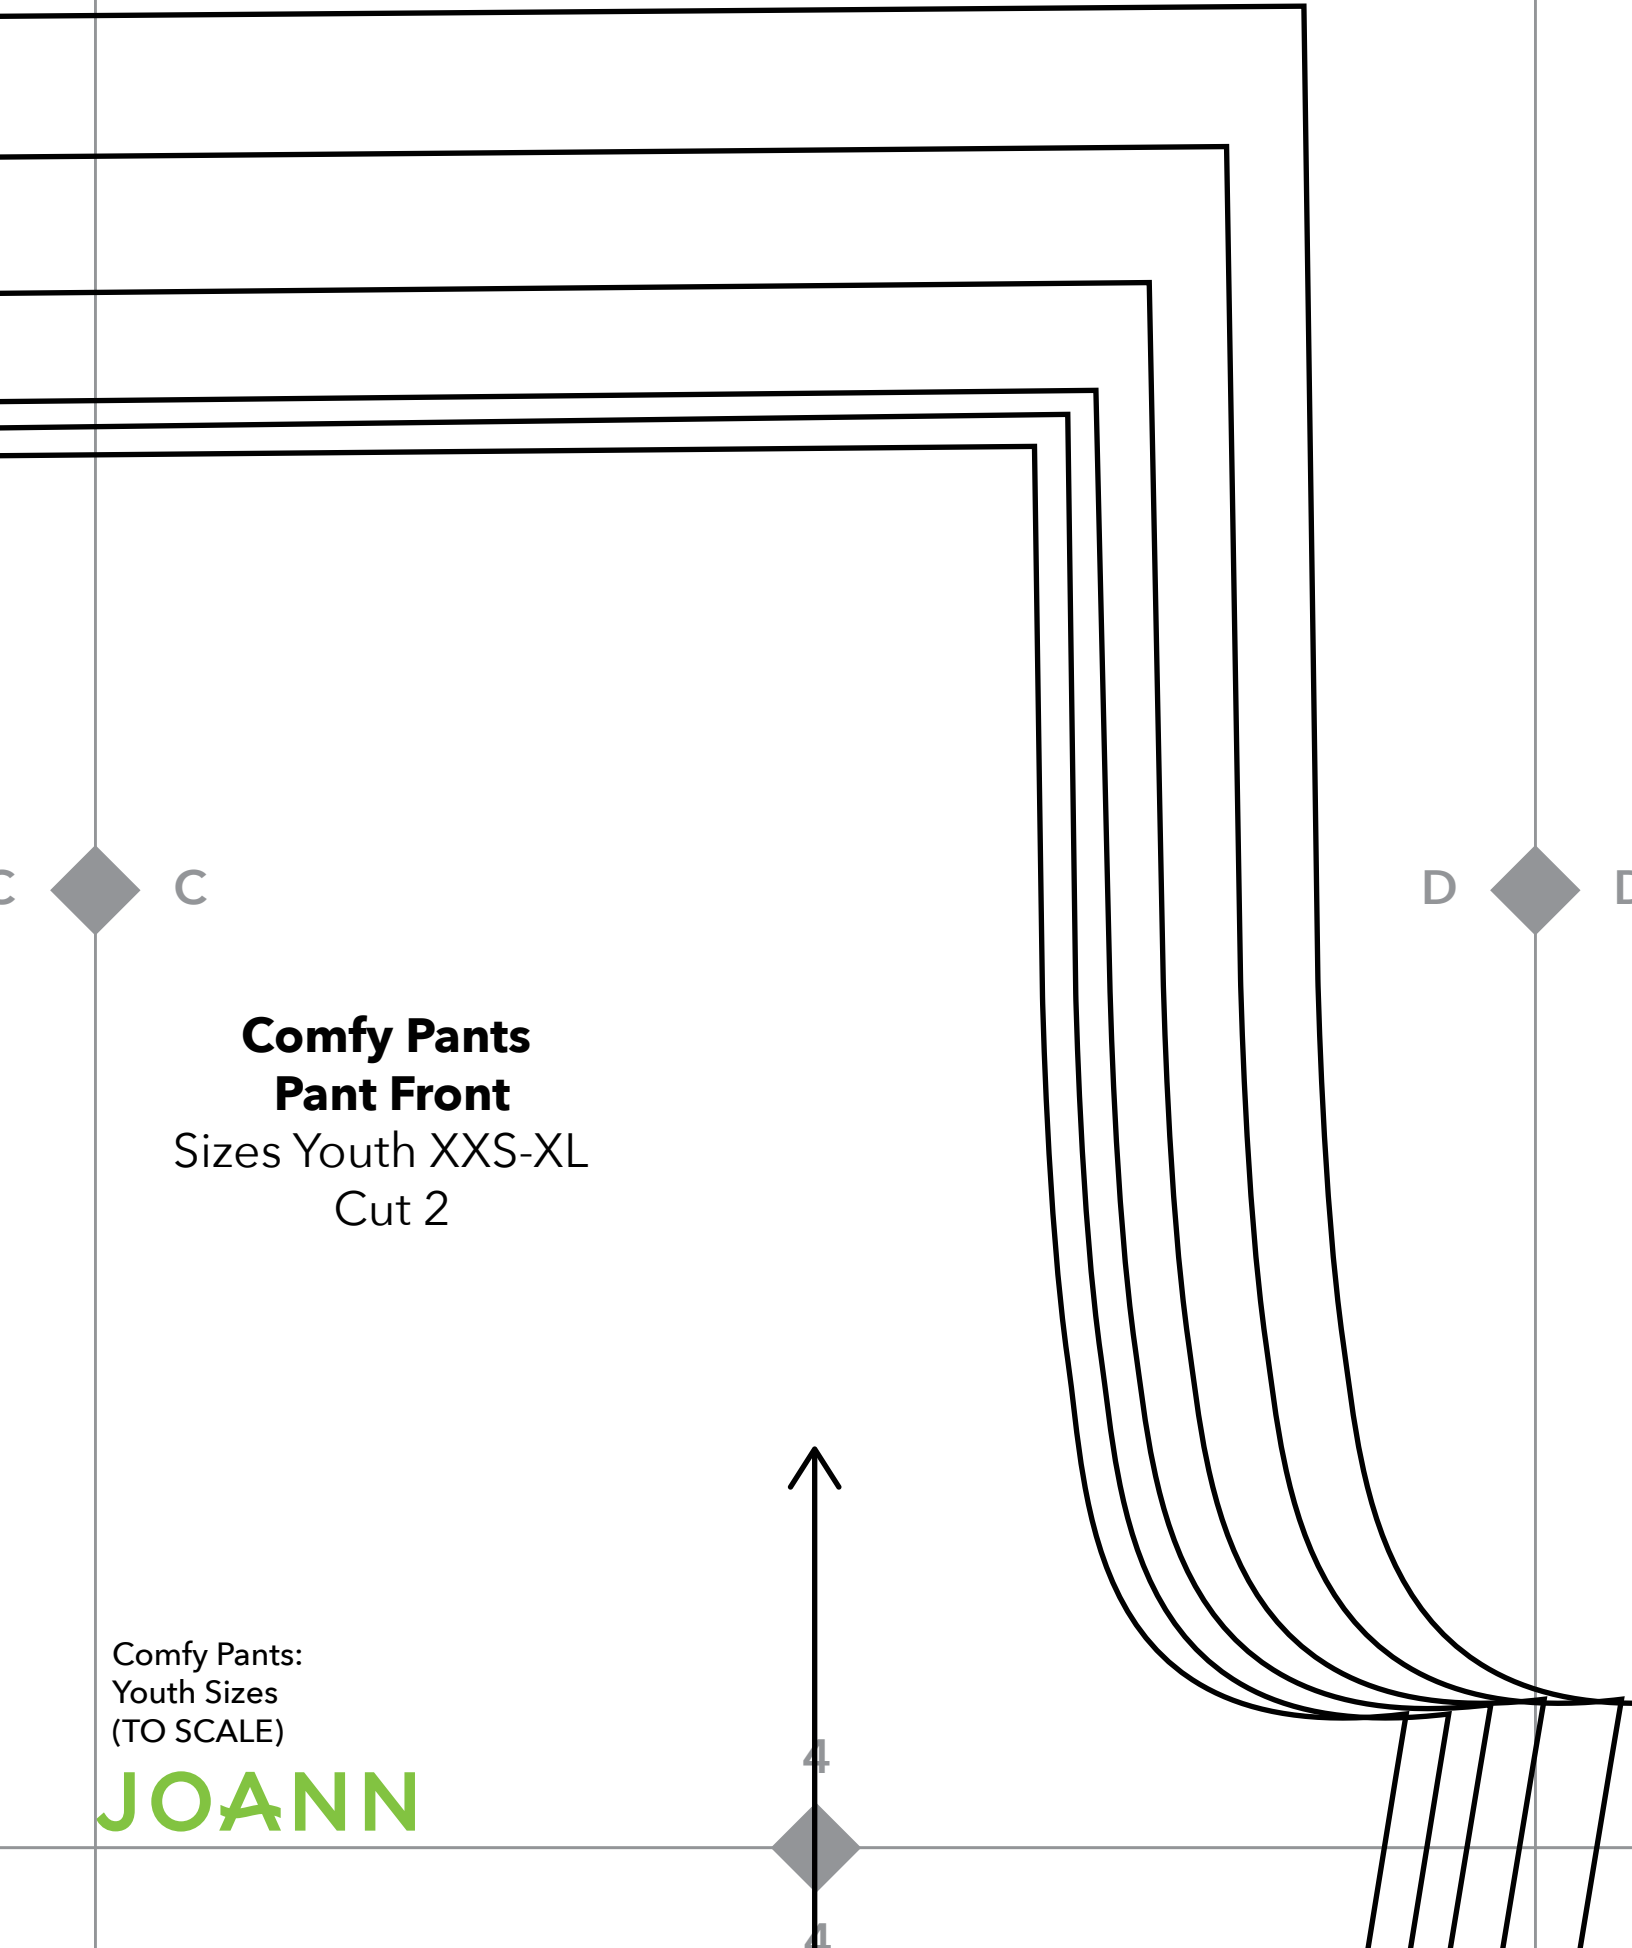 C
C
D
D
Comfy Pants
Pant Front
Sizes Youth XXS-XL
Cut 2
Comfy Pants:
Youth Sizes
(TO SCALE)
JOANN
4
4